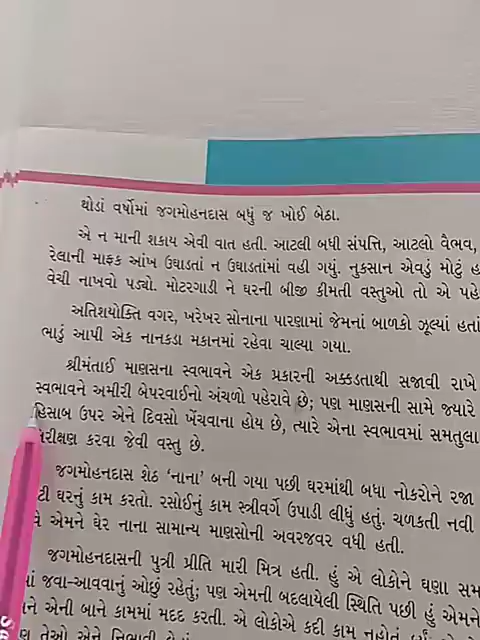 થોડાં વર્ષોમાં જગમોહનદાસ બધું જ ખોઈ બેઠા.
એ ન માની શકાય એવી વાત હતી. આટલી બધી સંપત્તિ, આટલો વૈભવ,
રેલાની માફક આંખ ઉઘાડતાં ન ઉઘાડતાંમાં વહી ગયું. નુકસાન એવડું મોટું
વેચી નાખવો પડ્યો. મોટરગાડી ને ઘરની બીજી કીમતી વસ્તુઓ તો એ
અતિશયોક્તિ વગર, ખરેખર સોનાના પારણામાં જેમનાં બાળકો ઝૂલ્યાં હતાં
ભાડું આપી એક નાનકડા મકાનમાં રહેવા ચાલ્યા ગયા.
શ્રીમંતાઈ માણસના સ્વભાવને એક પ્રકારની અક્કડતાથી સજાવી રાખે
સ્વભાવને અમીરી બેપરવાઈનો અંચળો પહેરાવે છે; પણ માણસની સામે જ્યારે
હિસાબ ઉપર એને દિવસો ખેંચવાના હોય છે, ત્યારે એના સ્વભાવમાં સમતુલા
કરવા જેવી વસ્તુ છે.
જગમોહનદાસ શેઠ ‘નાના’ બની ગયા પછી ઘરમાંથી બધા નોકરોને રજા
ઘરનું કામ કરતો. રસોઈનું કામ સ્ત્રીવર્ગે ઉપાડી લીધું હતું. ચળકતી નવી
એમને ઘેર નાના સામાન્ય માણસોની અવરજવર વધી હતી.
જગમોહનદાસની પુત્રી પ્રીતિ મારી મિત્ર હતી. હું એ લોકોને ઘણા
જવા-આવવાનું ઓછું રહેતું; પણ એમની બદલાયેલી સ્થિતિ પછી હું એમને
એની બાને કામમાં મદદ કરતી. એ લોકોએ કદી કામ
તેઓ એને